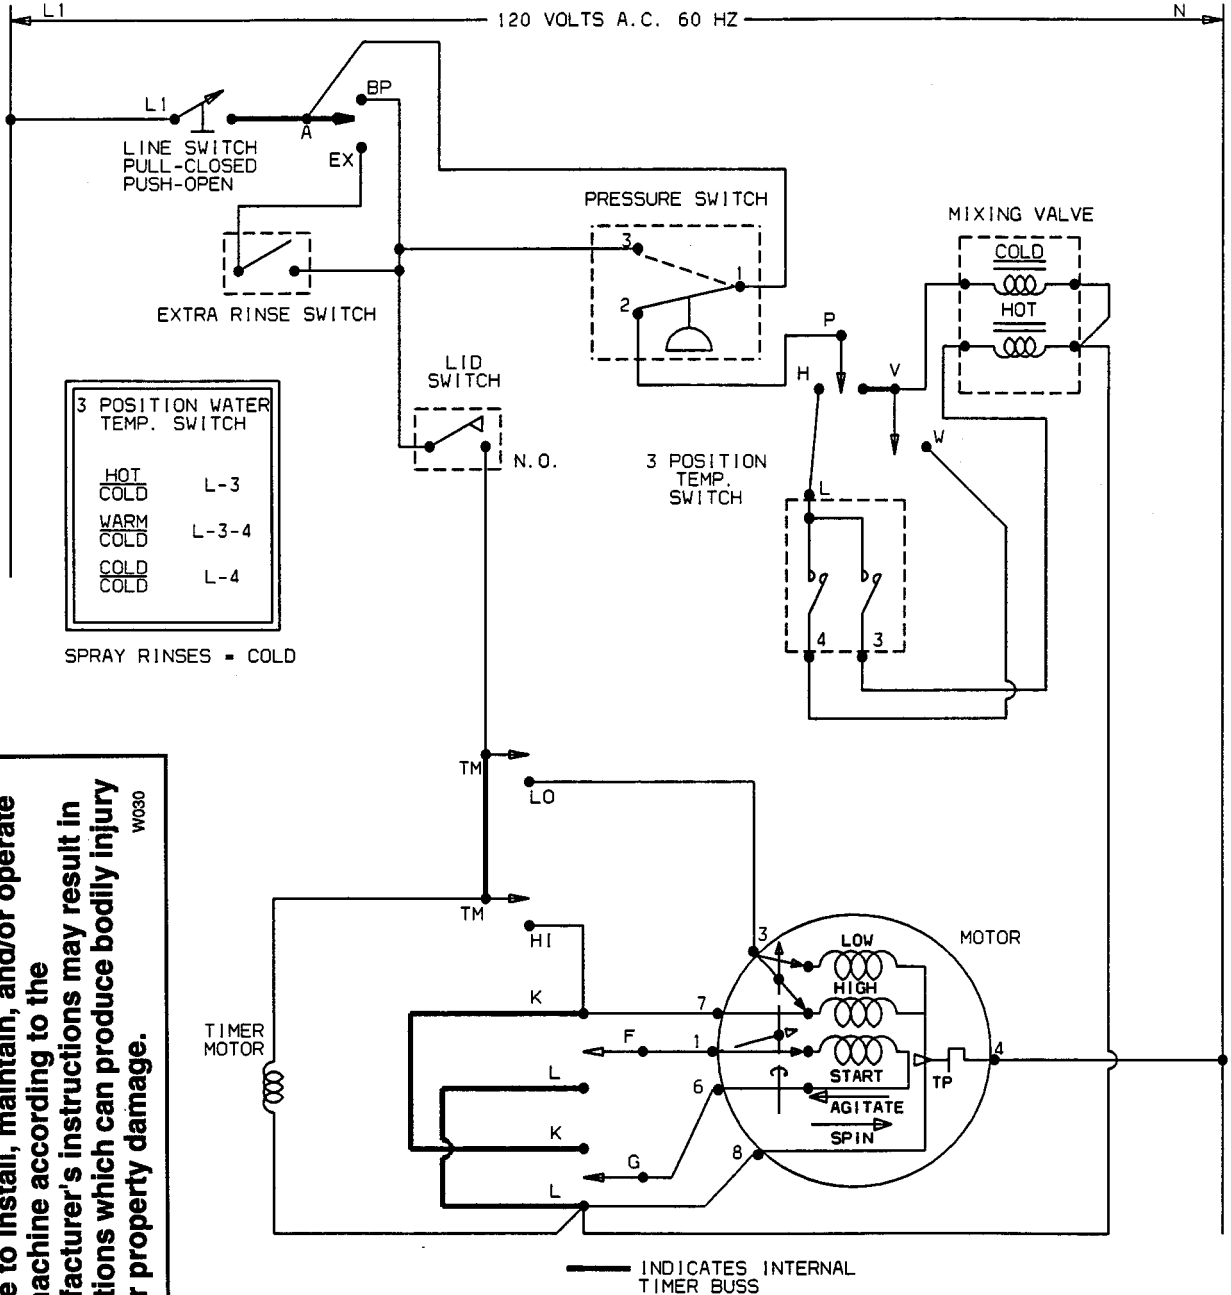 L1
120 VOLTS A.C. 60 HZ
N
L1
A
BP
EX
LINE SWITCH
PULL-CLOSED
PUSH-OPEN
EXTRA RINSE SWITCH
PRESSURE SWITCH
3
1
2
MIXING VALVE
COLD
HOT
P
H
V
W
LID
SWITCH
N.O.
3 POSITION
TEMP.
SWITCH
L
4
3
3 POSITION WATER
TEMP. SWITCH
HOT
COLD
L-3
WARM
COLD
L-3-4
COLD
COLD
L-4
SPRAY RINSES = COLD
e to install, maintain, and/or operate
achine according to the
facturer's instructions may result in
tions which can produce bodily injury
r property damage.
W030
TM
LO
TM
HI
TIMER
MOTOR
K
F
L
K
G
L
3
7
1
6
8
4
MOTOR
LOW
HIGH
START
TP
AGITATE
SPIN
INDICATES INTERNAL
TIMER BUSS